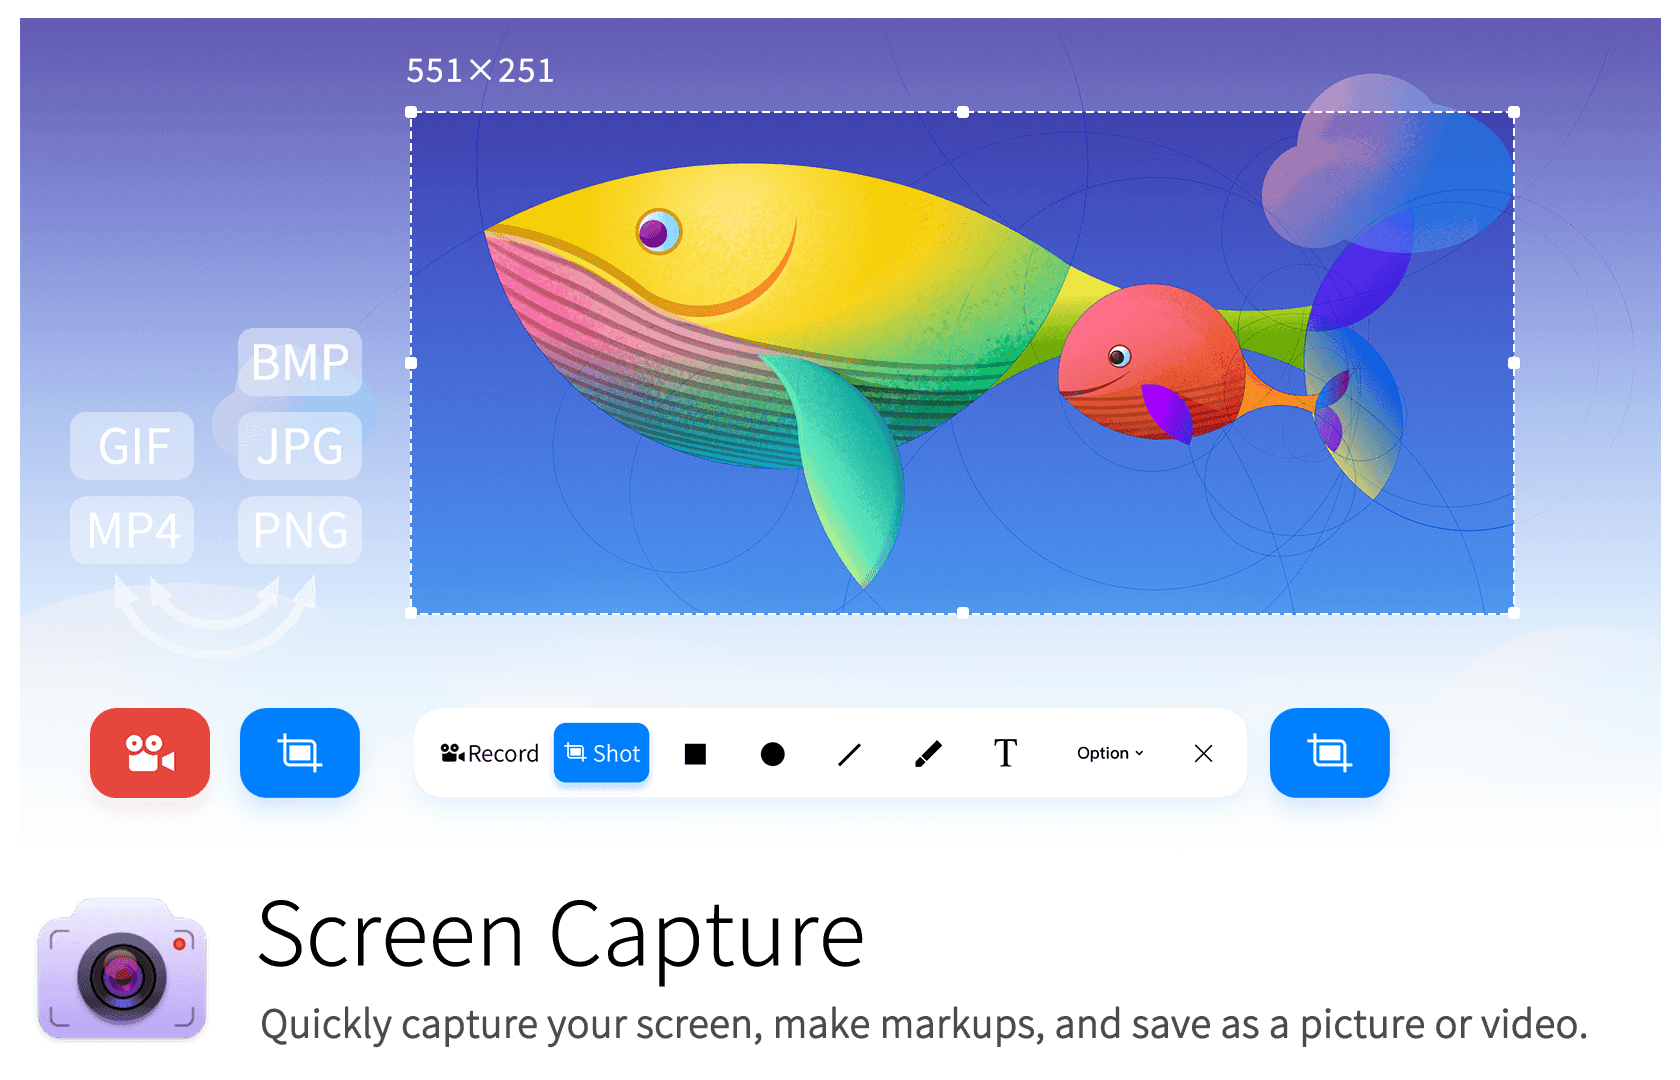 551×251
BMP
GIF
JPG
MP4
PNG
Record
Shot
T
Option
Screen Capture
Quickly capture your screen, make markups, and save as a picture or video.